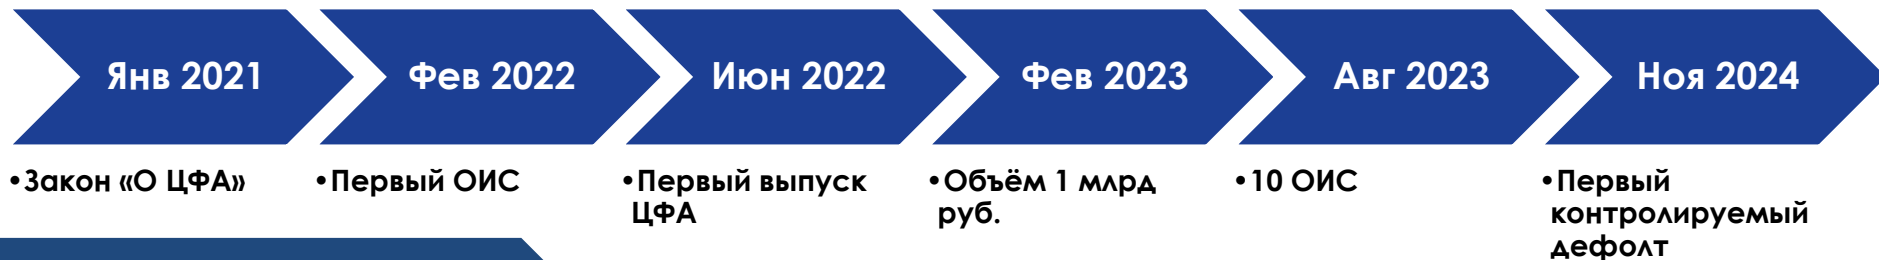 Янв 2021
Фев 2022
Июн 2022
Фев 2023
Авг 2023
Ноя 2024
•Закон «О ЦФА»
•Первый ОИС
•Первый выпуск
ЦФА
•Объём 1 млрд
руб.
•10 ОИС
•Первый
контролируемый
дефолт